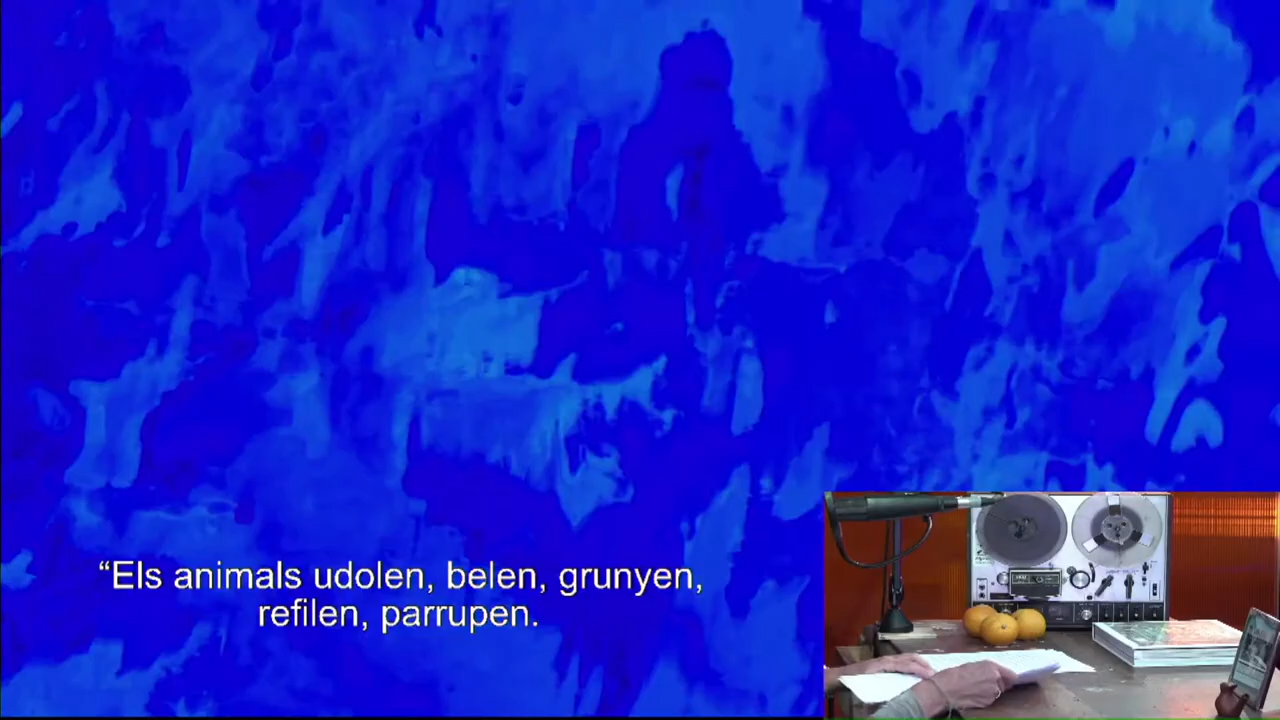 “Els animals udolen, belen, grunyen,
refilen, parrupen.